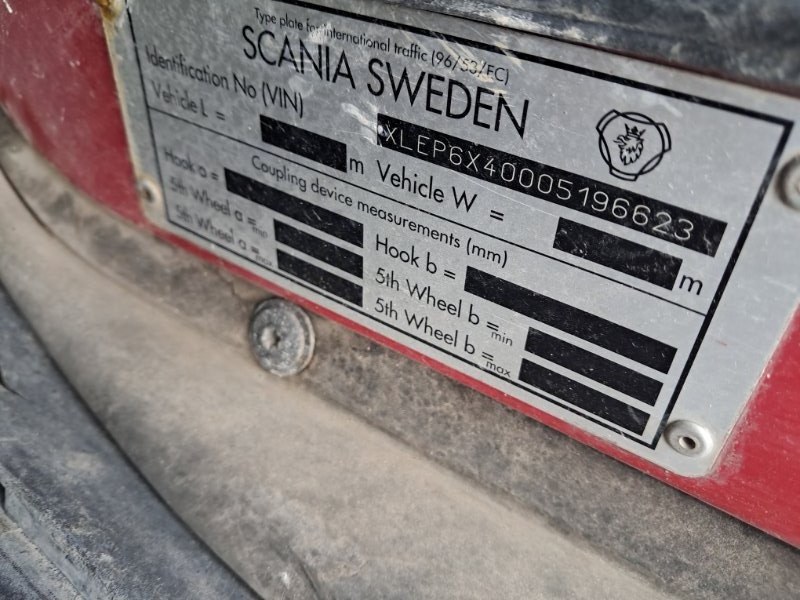 Type plate for international traffic (96/53/EC)
SCANIA SWEDEN
Identification No (VIN) XLEP6X40005196623
Vehicle L = m Vehicle W = m
Coupling device measurements (mm)
Hook a = Hook b =
5th Wheel a = min 5th Wheel b = min
5th Wheel a = max 5th Wheel b = max